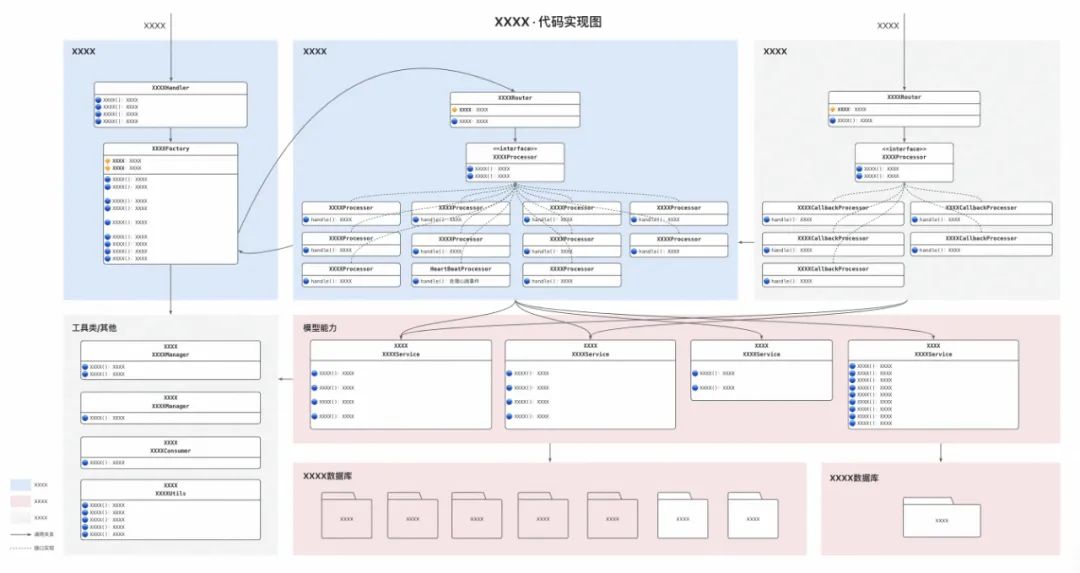 XXXX · 代码实现图
XXXX
XXXX
XXXX
XXXXHandler
XXXX(): XXXX
XXXX(): XXXX
XXXX(): XXXX
XXXX(): XXXX
XXXXFactory
XXXX: XXXX
XXXX: XXXX
XXXX(): XXXX
XXXX(): XXXX
XXXX(): XXXX
XXXX(): XXXX
XXXX(): XXXX
XXXX(): XXXX
XXXX(): XXXX
XXXX(): XXXX
XXXX(): XXXX
XXXX
XXXXRouter
XXXX: XXXX
XXXX: XXXX
<<interface>>
XXXXProcessor
XXXX(): XXXX
XXXX(): XXXX
XXXXProcessor
handle(): XXXX
XXXXProcessor
handle(): XXXX
XXXXProcessor
handle(): XXXX
XXXXProcessor
handle(): XXXX
XXXXProcessor
handle(): XXXX
XXXXProcessor
handle(): XXXX
XXXXProcessor
handle(): XXXX
XXXXProcessor
handle(): XXXX
XXXXProcessor
handle(): XXXX
HeartBeatProcessor
handle(): 处理心跳事件
XXXXProcessor
handle(): XXXX
XXXX
XXXXRouter
XXXX: XXXX
XXXX(): XXXX
<<interface>>
XXXXProcessor
XXXX(): XXXX
XXXX(): XXXX
XXXXCallbackProcessor
handle(): XXXX
XXXXCallbackProcessor
handle(): XXXX
XXXXCallbackProcessor
handle(): XXXX
XXXXCallbackProcessor
handle(): XXXX
XXXXCallbackProcessor
handle(): XXXX
工具类/其他
XXXX
XXXXManager
XXXX(): XXXX
XXXX(): XXXX
XXXX
XXXXManager
XXXX(): XXXX
XXXX
XXXXConsumer
XXXX(): XXXX
XXXX
XXXXUtils
XXXX(): XXXX
XXXX(): XXXX
XXXX(): XXXX
XXXX(): XXXX
XXXX(): XXXX
模型能力
XXXX
XXXXService
XXXX(): XXXX
XXXX(): XXXX
XXXX(): XXXX
XXXX(): XXXX
XXXX
XXXXService
XXXX(): XXXX
XXXX(): XXXX
XXXX(): XXXX
XXXX(): XXXX
XXXX
XXXXService
XXXX(): XXXX
XXXX(): XXXX
XXXX
XXXXService
XXXX(): XXXX
XXXX(): XXXX
XXXX(): XXXX
XXXX(): XXXX
XXXX(): XXXX
XXXX(): XXXX
XXXX(): XXXX
XXXX(): XXXX
XXXX(): XXXX
XXXX数据库
XXXX
XXXX
XXXX
XXXX
XXXX
XXXX
XXXX
XXXX数据库
XXXX
XXXX
XXXX
XXXX
调用关系
接口实现